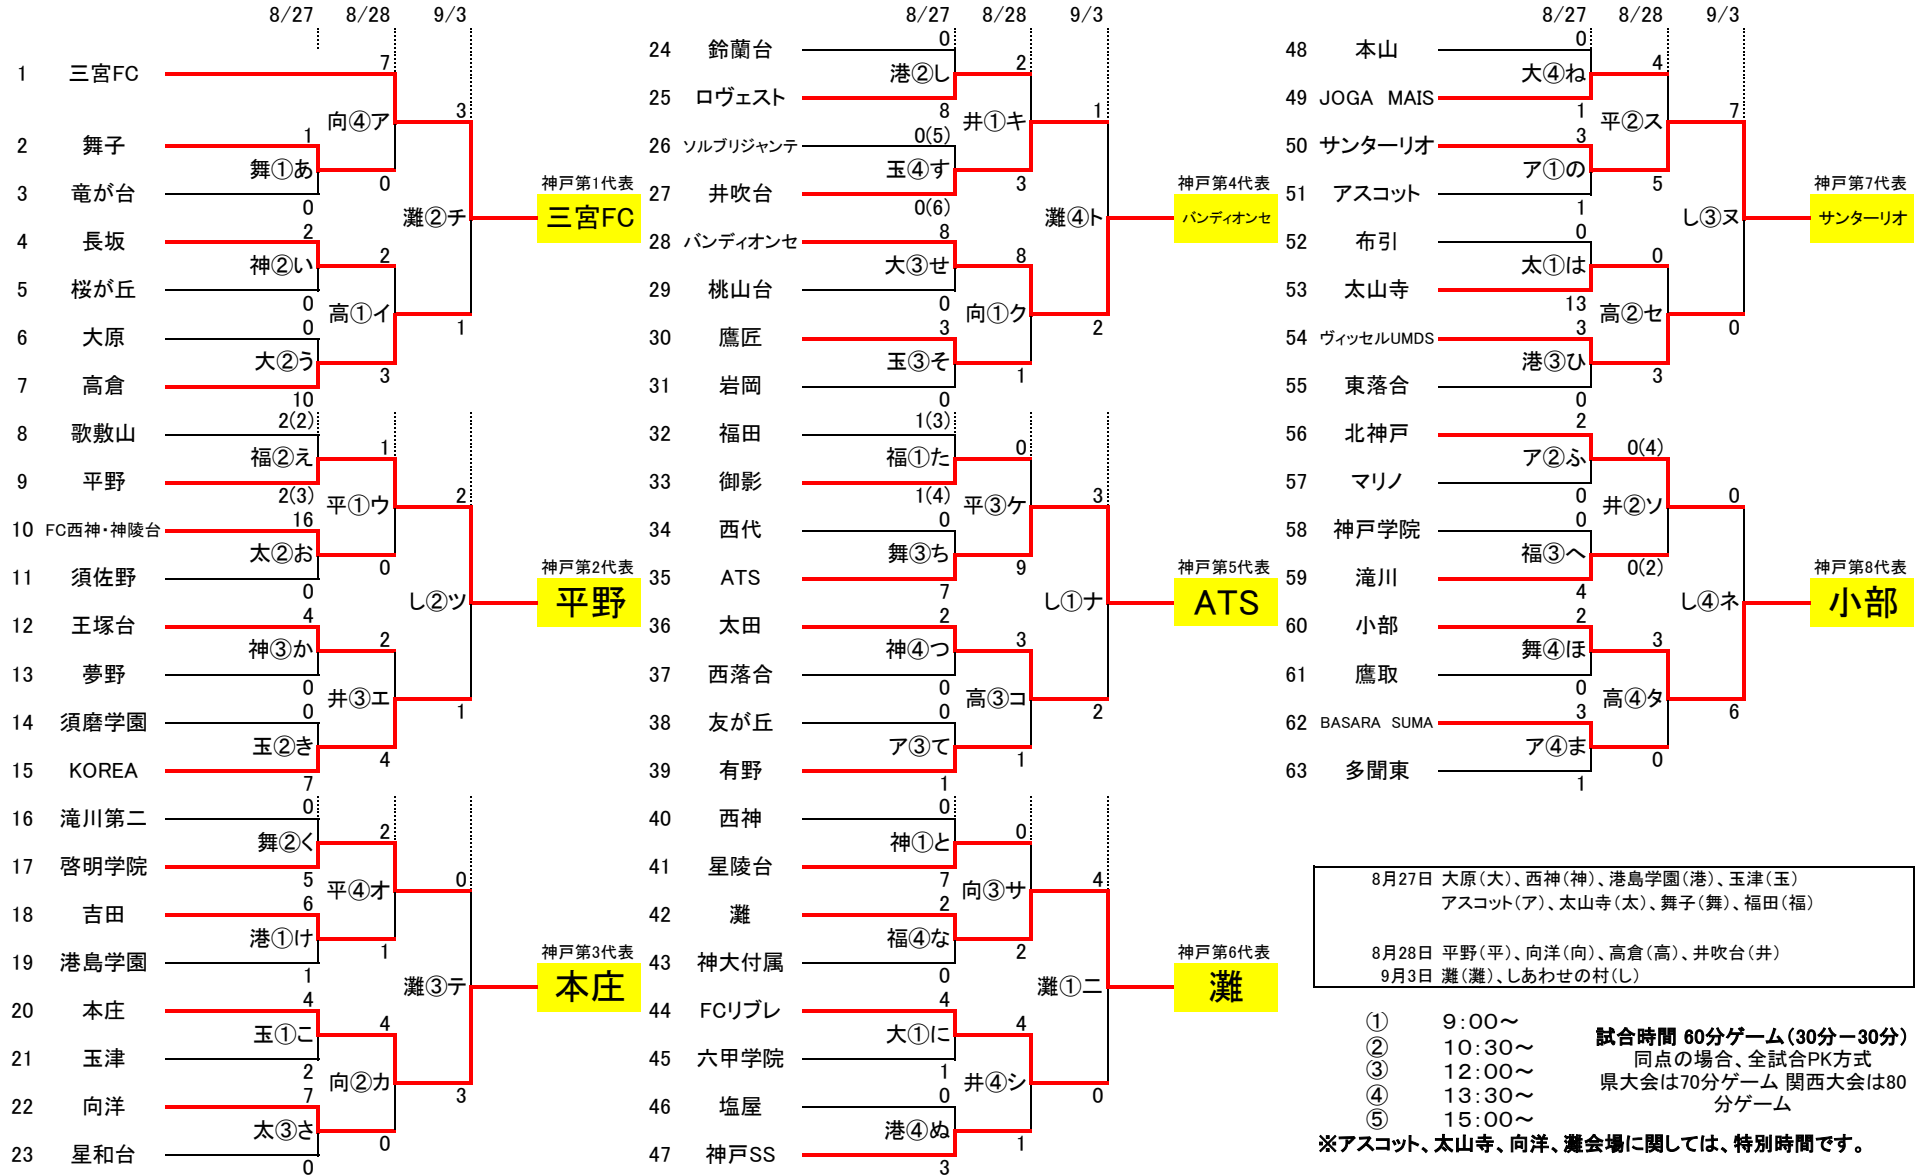 8/27 8/28 9/3
1 三宮FC 7
向④ア 3
2 舞子 1
舞①あ 0
3 竜が台 0
灘②チ
神戸第1代表
三宮FC
4 長坂 2
神②い 2
5 桜が丘 0
高①イ 1
6 大原 0
大②う 3
7 高倉 10
8 歌敷山 2(2)
福②え 1
9 平野 2(3)
平①ウ 2
10 FC西神・神陵台 16
太②お 0
11 須佐野 0
し②ツ
神戸第2代表
平野
12 王塚台 4
神③か 2
13 夢野 0
井③エ 1
14 須磨学園 0
玉②き 4
15 KOREA 7
16 滝川第二 0
舞②く 2
17 啓明学院 5
平④オ 0
18 吉田 6
港①け 1
19 港島学園 1
灘③テ
神戸第3代表
本庄
20 本庄 4
玉①こ 4
21 玉津 2
向②カ 3
22 向洋 7
太③さ 0
23 星和台 0
8/27 8/28 9/3
24 鈴蘭台 0
港②し 2
25 ロヴェスト 8
井①キ 1
26 ソルブリジャンテ 0(5)
玉④す 3
27 井吹台 0(6)
灘④ト
神戸第4代表
バンディオンセ
28 バンディオンセ 8
大③せ 8
29 桃山台 0
向①ク 2
30 鷹匠 3
玉③そ 1
31 岩岡 0
32 福田 1(3)
福①た 0
33 御影 1(4)
平③ケ 3
34 西代 0
舞③ち 9
35 ATS 7
し①ナ
神戸第5代表
ATS
36 太田 2
神④つ 3
37 西落合 0
高③コ 2
38 友が丘 0
ア③て 1
39 有野 1
40 西神 0
神①と 0
41 星陵台 7
向③サ 4
42 灘 2
福④な 2
43 神大付属 0
灘①ニ
神戸第6代表
灘
44 FCリブレ 4
大①に 4
45 六甲学院 1
井④シ 0
46 塩屋 0
港④ぬ 1
47 神戸SS 3
8/27 8/28 9/3
48 本山 0
大④ね 4
49 JOGA MAIS 1
平②ス 7
50 サンターリオ 3
ア①の 5
51 アスコット 1
し③ヌ
神戸第7代表
サンターリオ
52 布引 0
太①は 0
53 太山寺 13
高②セ 0
54 ヴィッセルUMDS 3
港③ひ 3
55 東落合 0
56 北神戸 2
ア②ふ 0(4)
57 マリノ 0
井②ソ 0
58 神戸学院 0
福③へ 0(2)
59 滝川 4
し④ネ
神戸第8代表
小部
60 小部 2
舞④ほ 3
61 鷹取 0
高④タ 6
62 BASARA SUMA 3
ア④ま 0
63 多聞東 1
8月27日 大原(大)、西神(神)、港島学園(港)、玉津(玉)
アスコット(ア)、太山寺(太)、舞子(舞)、福田(福)
8月28日 平野(平)、向洋(向)、高倉(高)、井吹台(井)
9月3日 灘(灘)、しあわせの村(し)
① 9:00〜
② 10:30〜
③ 12:00〜
④ 13:30〜
⑤ 15:00〜
試合時間 60分ゲーム(30分－30分)
同点の場合、全試合PK方式
県大会は70分ゲーム 関西大会は80
分ゲーム
※アスコット、太山寺、向洋、灘会場に関しては、特別時間です。